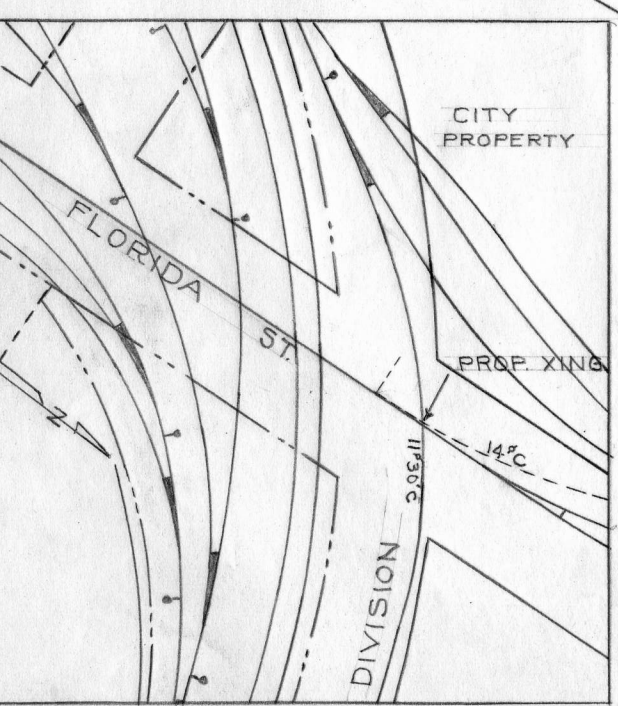 CITY
PROPERTY
FLORIDA ST.
PROP. XING.
14°C
11°30'C
N
DIVISION